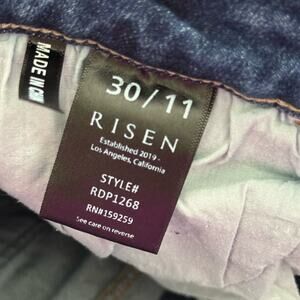 MADE IN
30/11
RISEN
Established 2019 -
Los Angeles, California
STYLE#
RDP1268
RN#159259
See care on reverse